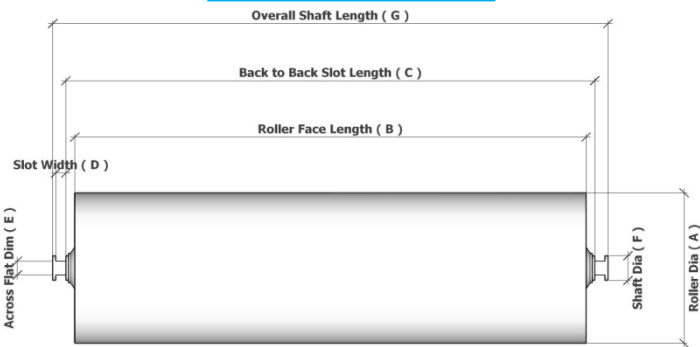 Overall Shaft Length ( G )
Back to Back Slot Length ( C )
Roller Face Length ( B )
Slot Width ( D )
Across Flat Dim ( E )
Shaft Dia ( F )
Roller Dia ( A )